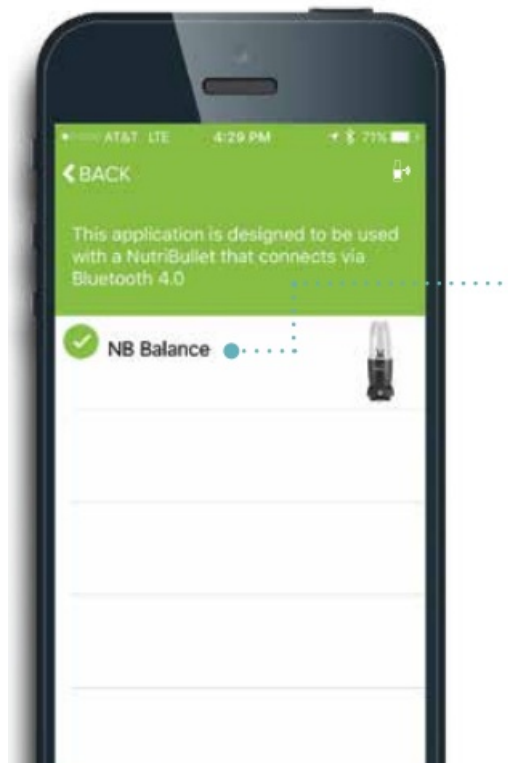 AT&T LTE 4:29 PM 71%
BACK
This application is designed to be used
with a NutriBullet that connects via
Bluetooth 4.0
NB Balance